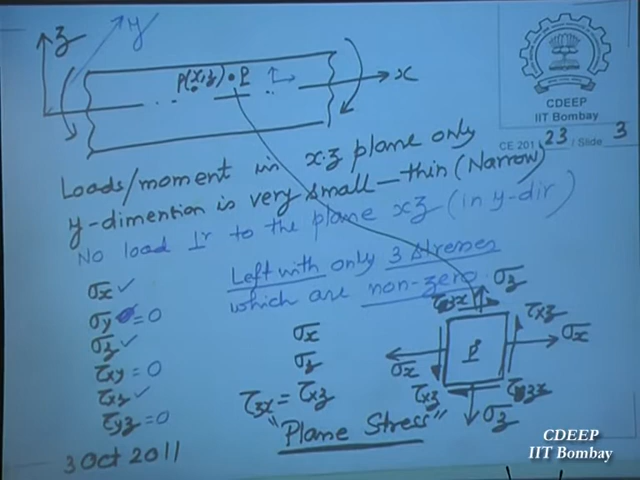 z
y
P(x,z) • P
x
CDEEP
IIT Bombay
CE 201 23 / Slide 3
Loads/moment in xz plane only
y-dimention is very small – thin (Narrow)
No load ⊥r to the plane xz (in y-dir)
Left with only 3 stresses
which are non-zero.
σx ✓
σy = 0
σz ✓
τxy = 0
τxz ✓
τyz = 0
σx
σz
τzx = τxz
"Plane Stress"
τzx
σz
τxz
σx
P
σx
τxz
τzx
σz
3 Oct 2011
CDEEP
IIT Bombay